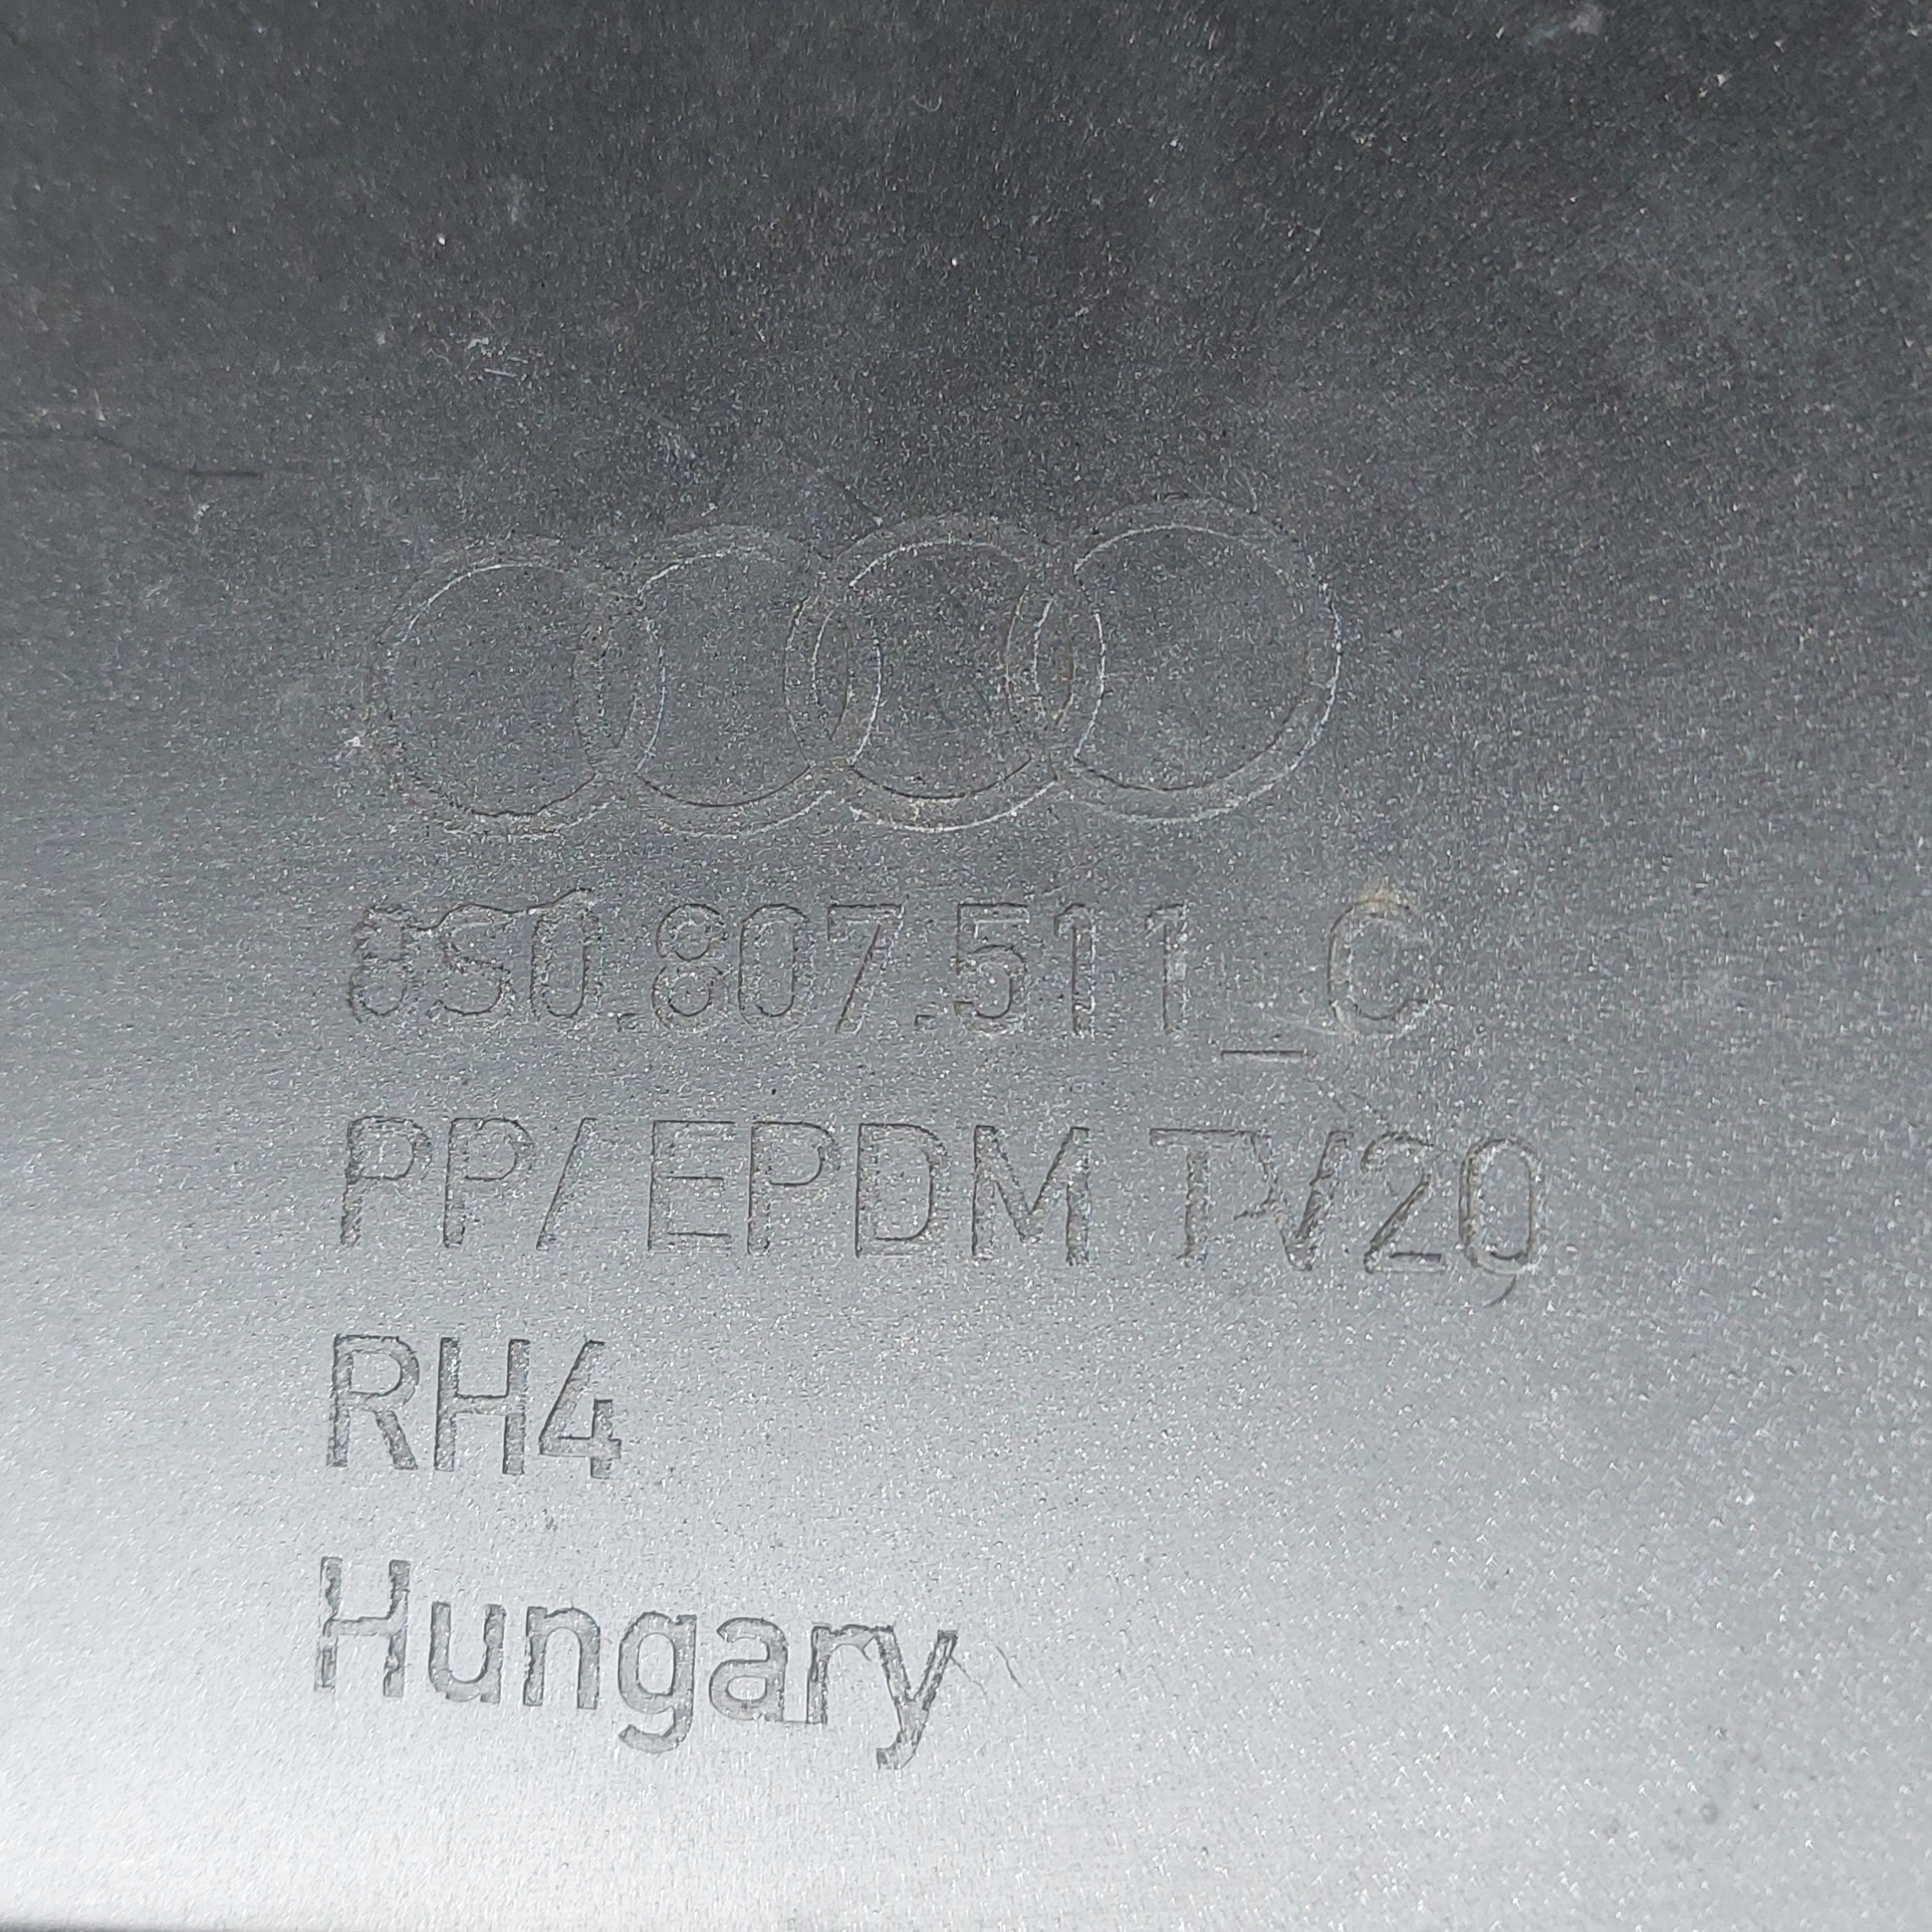 8S0.807.511_C
PP/EPDM TV20
RH4
Hungary